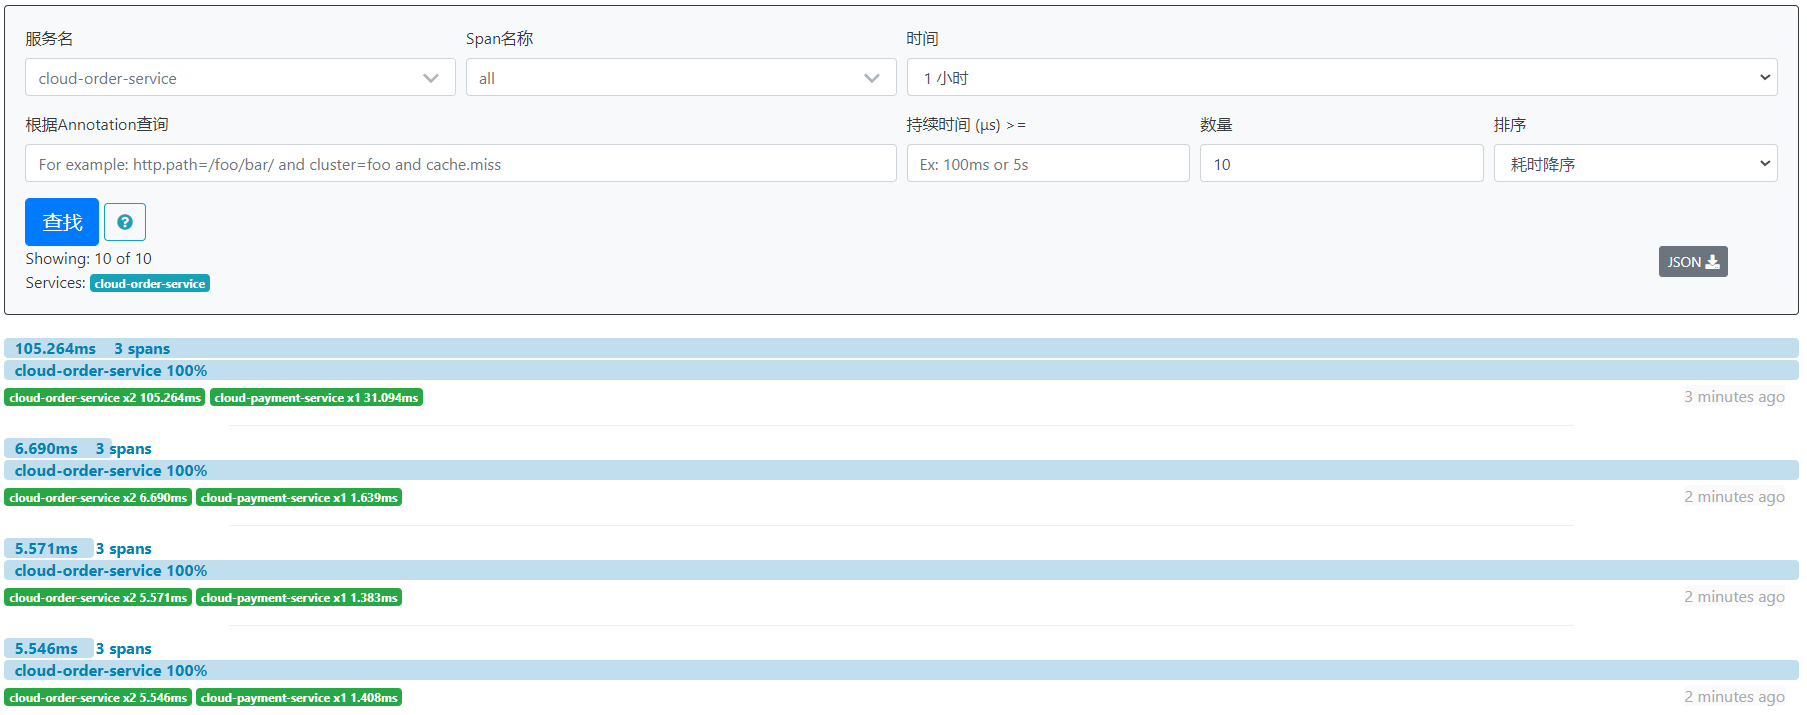 服务名 Span名称 时间
cloud-order-service all 1 小时
根据Annotation查询 持续时间 (μs) >= 数量 排序
For example: http.path=/foo/bar/ and cluster=foo and cache.miss Ex: 100ms or 5s 10 耗时降序
查找
Showing: 10 of 10
JSON
Services: cloud-order-service
105.264ms 3 spans
cloud-order-service 100%
cloud-order-service x2 105.264ms cloud-payment-service x1 31.094ms 3 minutes ago
6.690ms 3 spans
cloud-order-service 100%
cloud-order-service x2 6.690ms cloud-payment-service x1 1.639ms 2 minutes ago
5.571ms 3 spans
cloud-order-service 100%
cloud-order-service x2 5.571ms cloud-payment-service x1 1.383ms 2 minutes ago
5.546ms 3 spans
cloud-order-service 100%
cloud-order-service x2 5.546ms cloud-payment-service x1 1.408ms 2 minutes ago